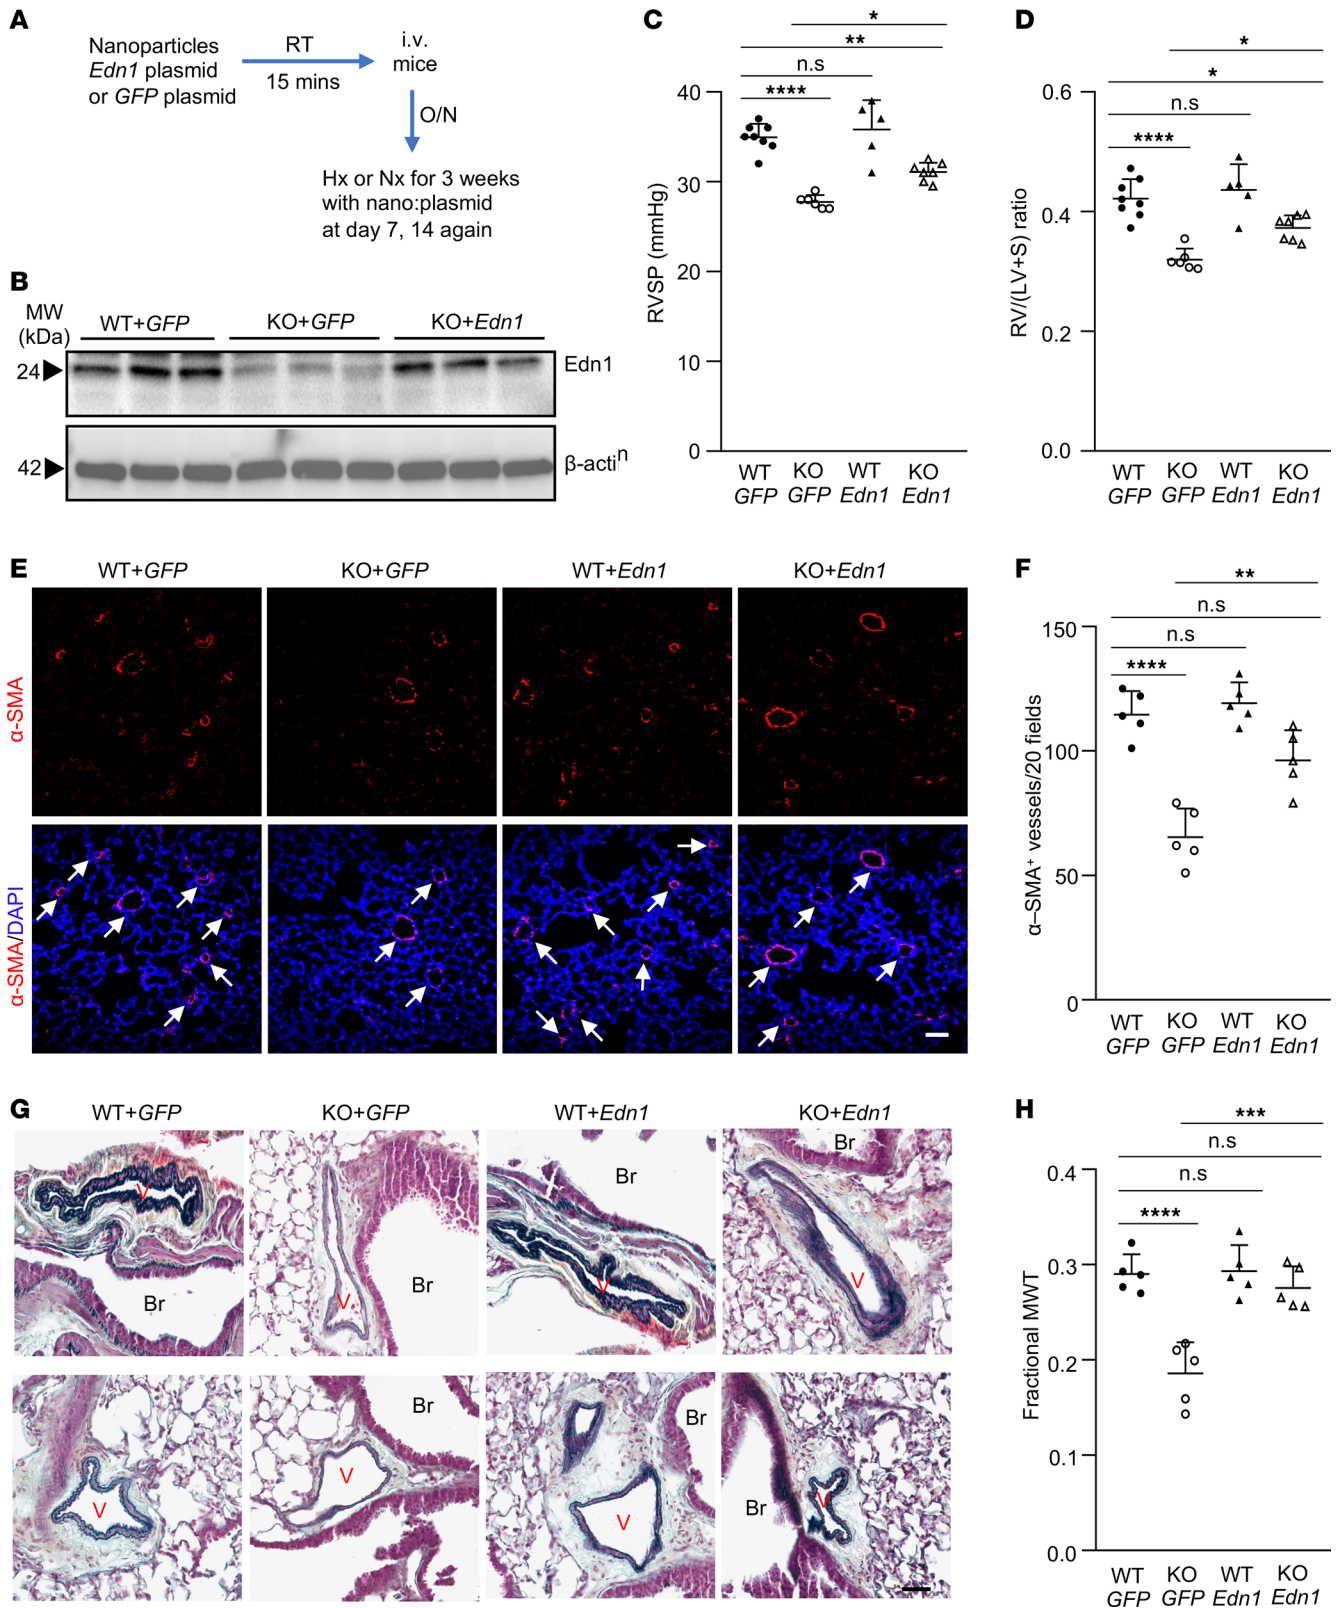 A
Nanoparticles
Edn1 plasmid
or GFP plasmid
RT
15 mins
i.v.
mice
O/N
Hx or Nx for 3 weeks
with nano:plasmid
at day 7, 14 again
B
MW
(kDa)
WT+GFP
KO+GFP
KO+Edn1
24
Edn1
42
β-actin
C
*
**
n.s
****
RVSP (mmHg)
40
30
20
10
0
WT
GFP
KO
GFP
WT
Edn1
KO
Edn1
D
*
*
n.s
****
RV/(LV+S) ratio
0.6
0.4
0.2
0.0
WT
GFP
KO
GFP
WT
Edn1
KO
Edn1
E
WT+GFP
KO+GFP
WT+Edn1
KO+Edn1
α-SMA
α-SMA/DAPI
F
**
n.s
n.s
****
α–SMA⁺ vessels/20 fields
150
100
50
0
WT
GFP
KO
GFP
WT
Edn1
KO
Edn1
G
WT+GFP
KO+GFP
WT+Edn1
KO+Edn1
V
Br
V
Br
V
Br
V
Br
V
V
Br
V
Br
V
Br
H
***
n.s
n.s
****
Fractional MWT
0.4
0.3
0.2
0.1
0.0
WT
GFP
KO
GFP
WT
Edn1
KO
Edn1